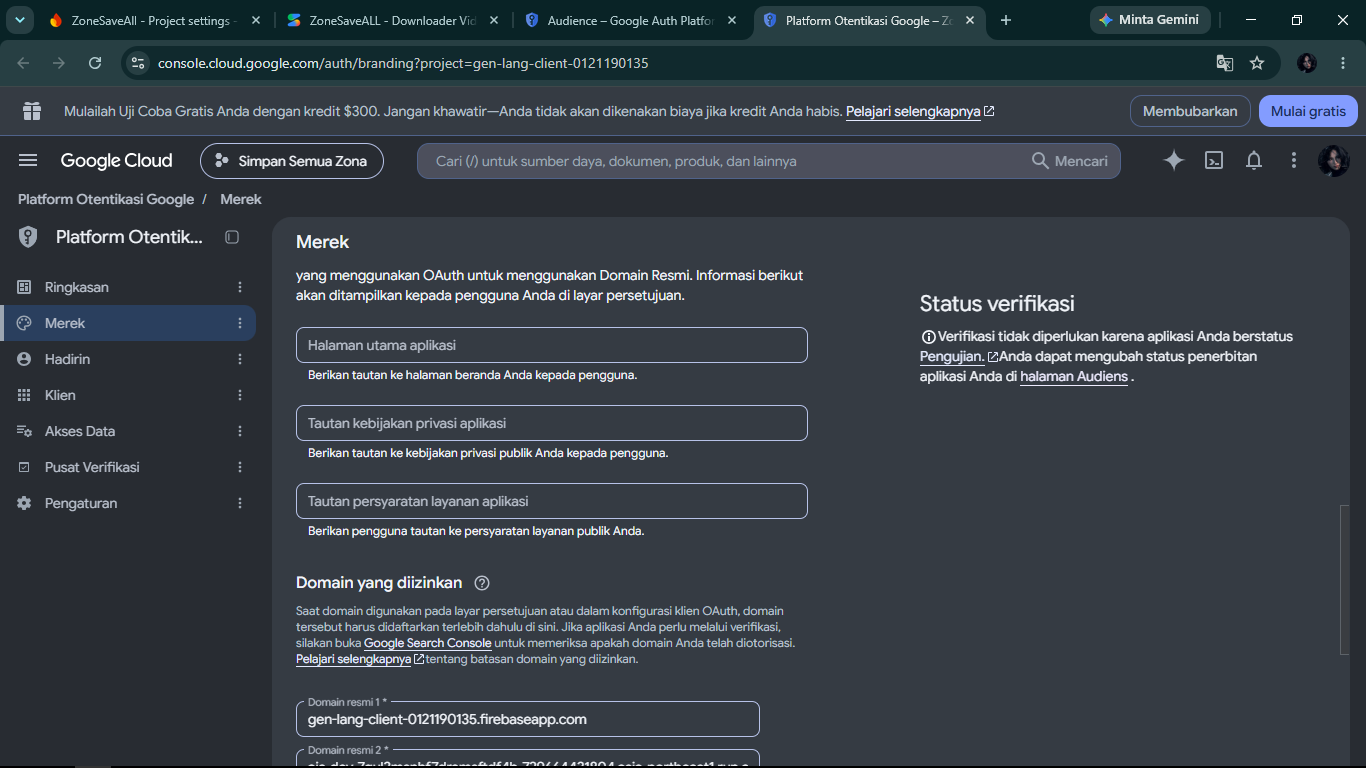 ZoneSaveAll - Project settings -
ZoneSaveALL - Downloader Vid
Audience – Google Auth Platfor
Platform Otentikasi Google – Zo
Minta Gemini
console.cloud.google.com/auth/branding?project=gen-lang-client-0121190135
Mulailah Uji Coba Gratis Anda dengan kredit $300. Jangan khawatir—Anda tidak akan dikenakan biaya jika kredit Anda habis. Pelajari selengkapnya
Membubarkan
Mulai gratis
Google Cloud
Simpan Semua Zona
Cari (/) untuk sumber daya, dokumen, produk, dan lainnya
Mencari
Platform Otentikasi Google / Merek
Platform Otentik...
Ringkasan
Merek
Hadirin
Klien
Akses Data
Pusat Verifikasi
Pengaturan
Merek
yang menggunakan OAuth untuk menggunakan Domain Resmi. Informasi berikut
akan ditampilkan kepada pengguna Anda di layar persetujuan.
Halaman utama aplikasi
Berikan tautan ke halaman beranda Anda kepada pengguna.
Tautan kebijakan privasi aplikasi
Berikan tautan ke kebijakan privasi publik Anda kepada pengguna.
Tautan persyaratan layanan aplikasi
Berikan pengguna tautan ke persyaratan layanan publik Anda.
Domain yang diizinkan
Saat domain digunakan pada layar persetujuan atau dalam konfigurasi klien OAuth, domain
tersebut harus didaftarkan terlebih dahulu di sini. Jika aplikasi Anda perlu melalui verifikasi,
silakan buka Google Search Console untuk memeriksa apakah domain Anda telah diotorisasi.
Pelajari selengkapnya tentang batasan domain yang diizinkan.
Domain resmi 1 *
gen-lang-client-0121190135.firebaseapp.com
Domain resmi 2 *
Status verifikasi
Verifikasi tidak diperlukan karena aplikasi Anda berstatus
Pengujian. Anda dapat mengubah status penerbitan
aplikasi Anda di halaman Audiens .